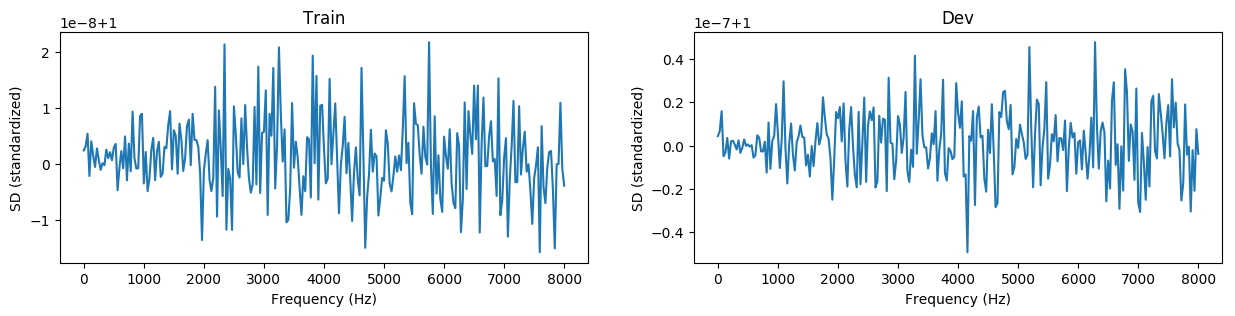 Train
1e−8+1
2
1
0
−1
SD (standardized)
0 1000 2000 3000 4000 5000 6000 7000 8000
Frequency (Hz)
Dev
1e−7+1
0.4
0.2
0.0
−0.2
−0.4
SD (standardized)
0 1000 2000 3000 4000 5000 6000 7000 8000
Frequency (Hz)